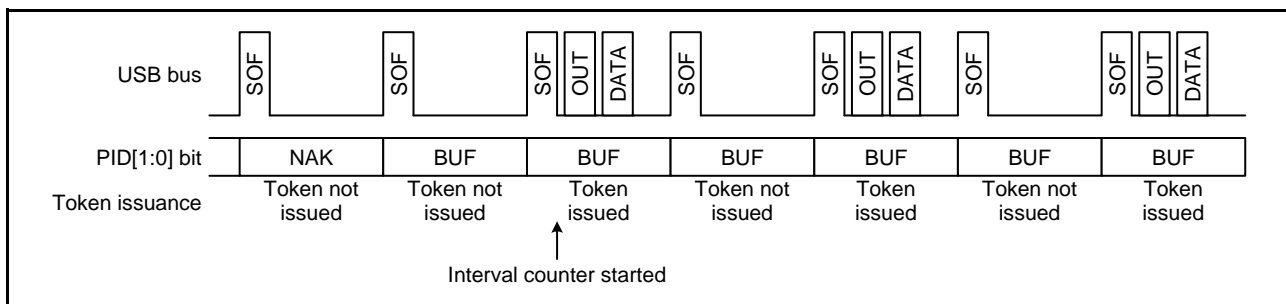 USB bus
SOF SOF SOF OUT DATA SOF SOF OUT DATA SOF SOF OUT DATA
PID[1:0] bit NAK BUF BUF BUF BUF BUF BUF
Token issuance Token not Token not Token Token not Token Token not Token
issued issued issued issued issued issued issued
Interval counter started